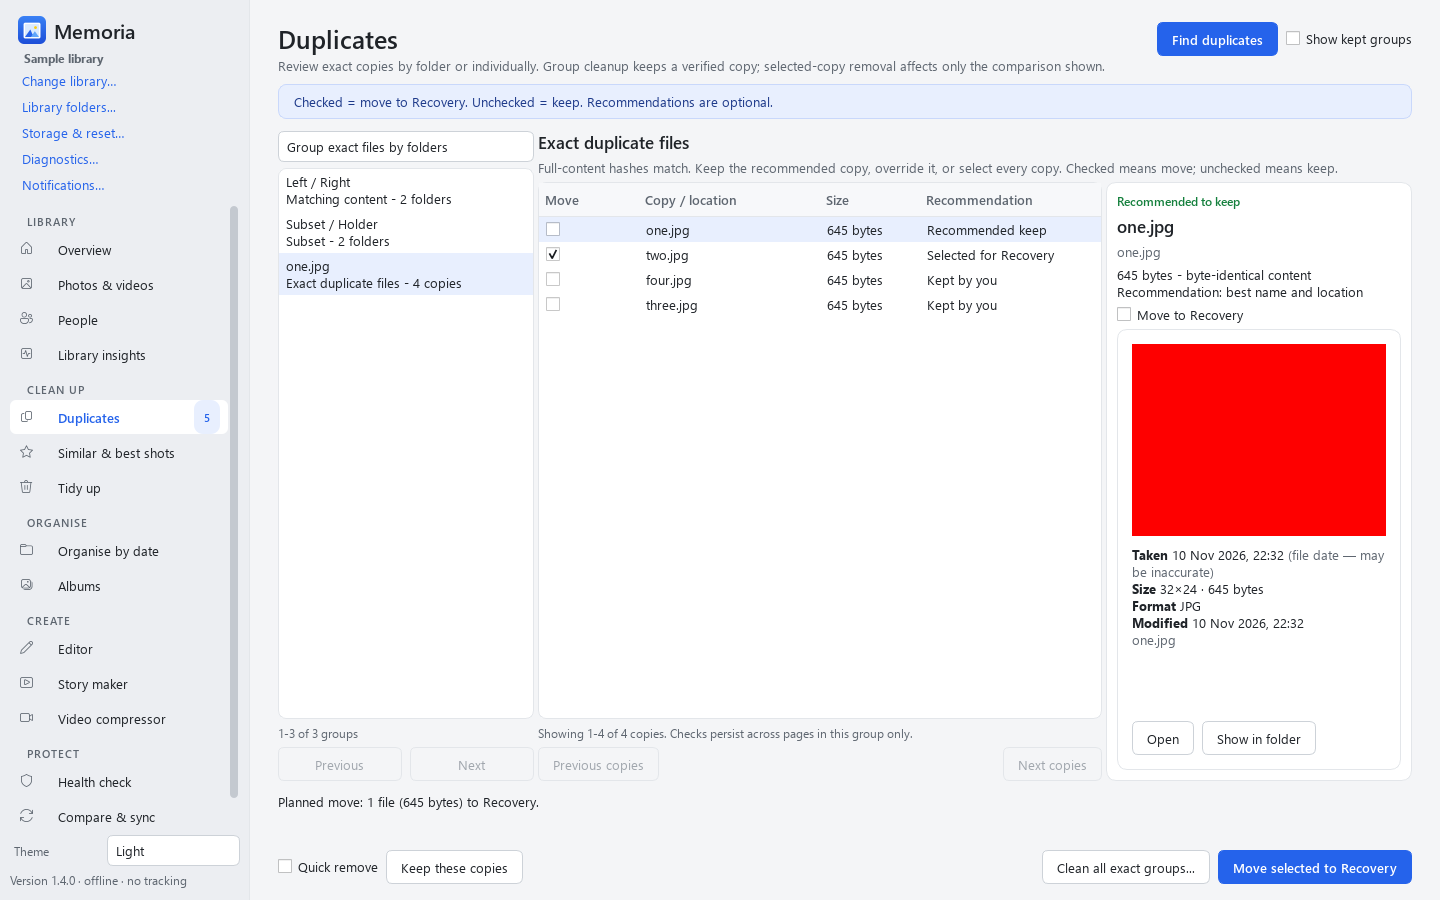 Memoria
Sample library
Change library...
Library folders...
Storage & reset...
Diagnostics...
Notifications...
LIBRARY
Overview
Photos & videos
People
Library insights
CLEAN UP
Duplicates 5
Similar & best shots
Tidy up
ORGANISE
Organise by date
Albums
CREATE
Editor
Story maker
Video compressor
PROTECT
Health check
Compare & sync
Theme Light
Version 1.4.0 · offline · no tracking
Duplicates
Find duplicates Show kept groups
Review exact copies by folder or individually. Group cleanup keeps a verified copy; selected-copy removal affects only the comparison shown.
Checked = move to Recovery. Unchecked = keep. Recommendations are optional.
Group exact files by folders
Left / Right
Matching content - 2 folders
Subset / Holder
Subset - 2 folders
one.jpg
Exact duplicate files - 4 copies
1-3 of 3 groups
Previous Next
Exact duplicate files
Full-content hashes match. Keep the recommended copy, override it, or select every copy. Checked means move; unchecked means keep.
Move Copy / location Size Recommendation
one.jpg 645 bytes Recommended keep
two.jpg 645 bytes Selected for Recovery
four.jpg 645 bytes Kept by you
three.jpg 645 bytes Kept by you
Showing 1-4 of 4 copies. Checks persist across pages in this group only.
Previous copies Next copies
Recommended to keep
one.jpg
one.jpg
645 bytes - byte-identical content
Recommendation: best name and location
Move to Recovery
Taken 10 Nov 2026, 22:32 (file date — may
be inaccurate)
Size 32×24 · 645 bytes
Format JPG
Modified 10 Nov 2026, 22:32
one.jpg
Open Show in folder
Planned move: 1 file (645 bytes) to Recovery.
Quick remove Keep these copies Clean all exact groups... Move selected to Recovery